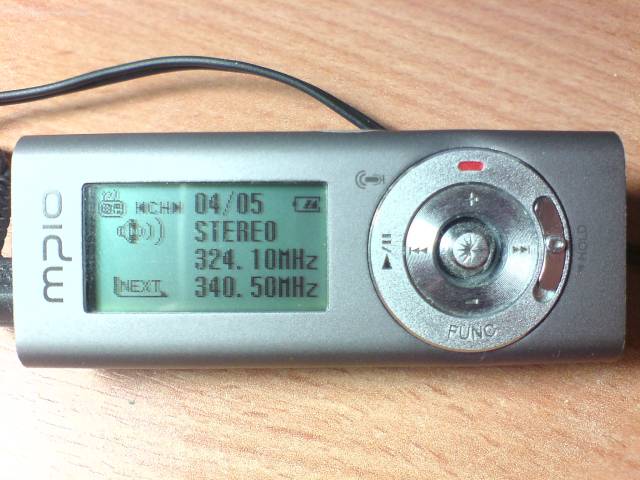 mpio
CH 04/05
STEREO
324.10MHz
NEXT 340.50MHz
FUNC
HOLD